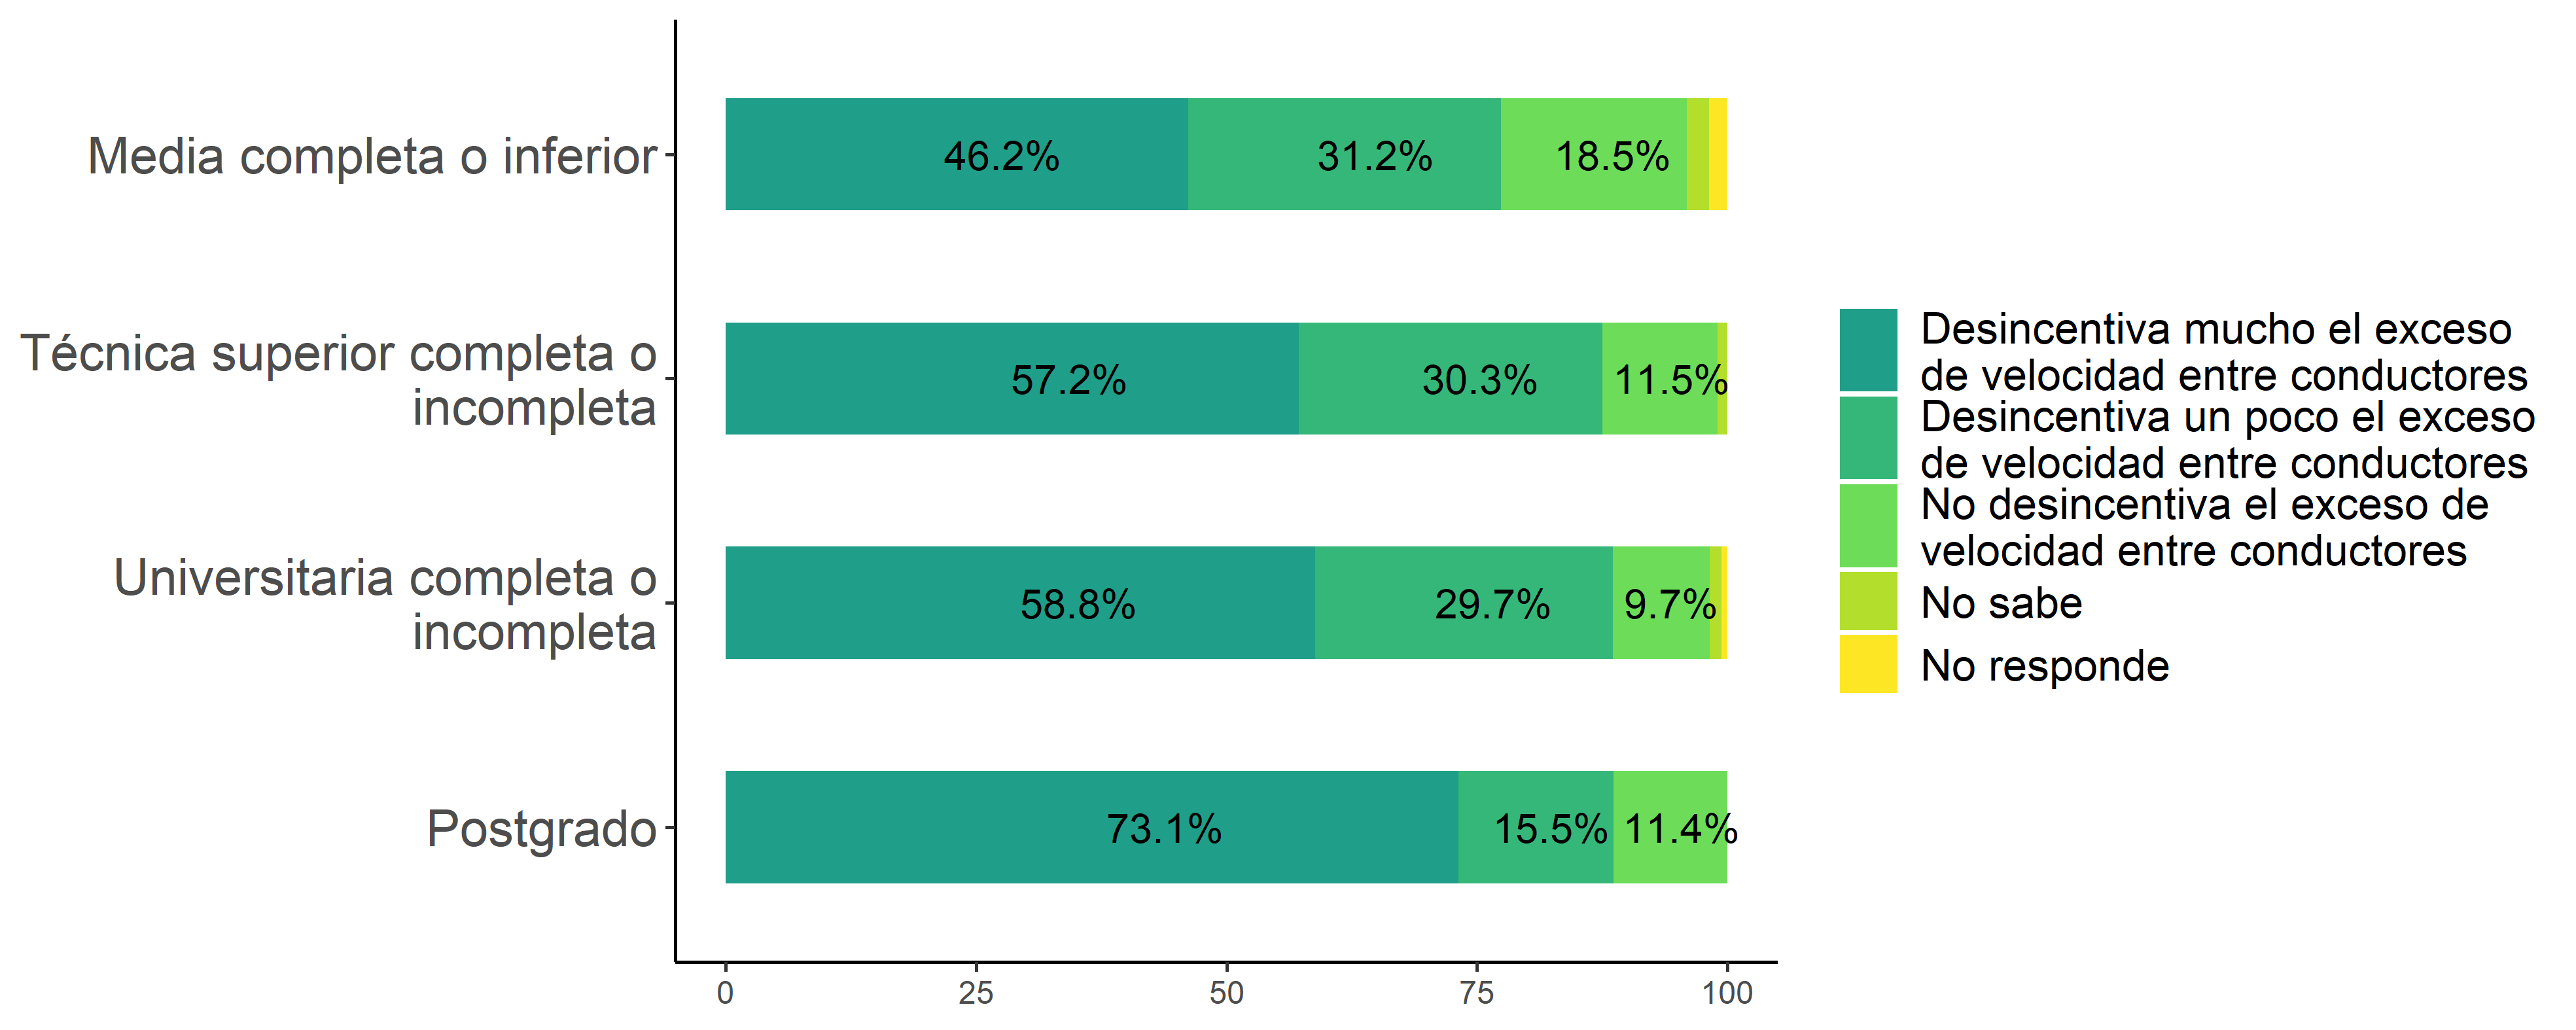 Media completa o inferior
46.2%
31.2%
18.5%
Técnica superior completa o
incompleta
57.2%
30.3%
11.5%
Universitaria completa o
incompleta
58.8%
29.7%
9.7%
Postgrado
73.1%
15.5%
11.4%
0
25
50
75
100
Desincentiva mucho el exceso
de velocidad entre conductores
Desincentiva un poco el exceso
de velocidad entre conductores
No desincentiva el exceso de
velocidad entre conductores
No sabe
No responde